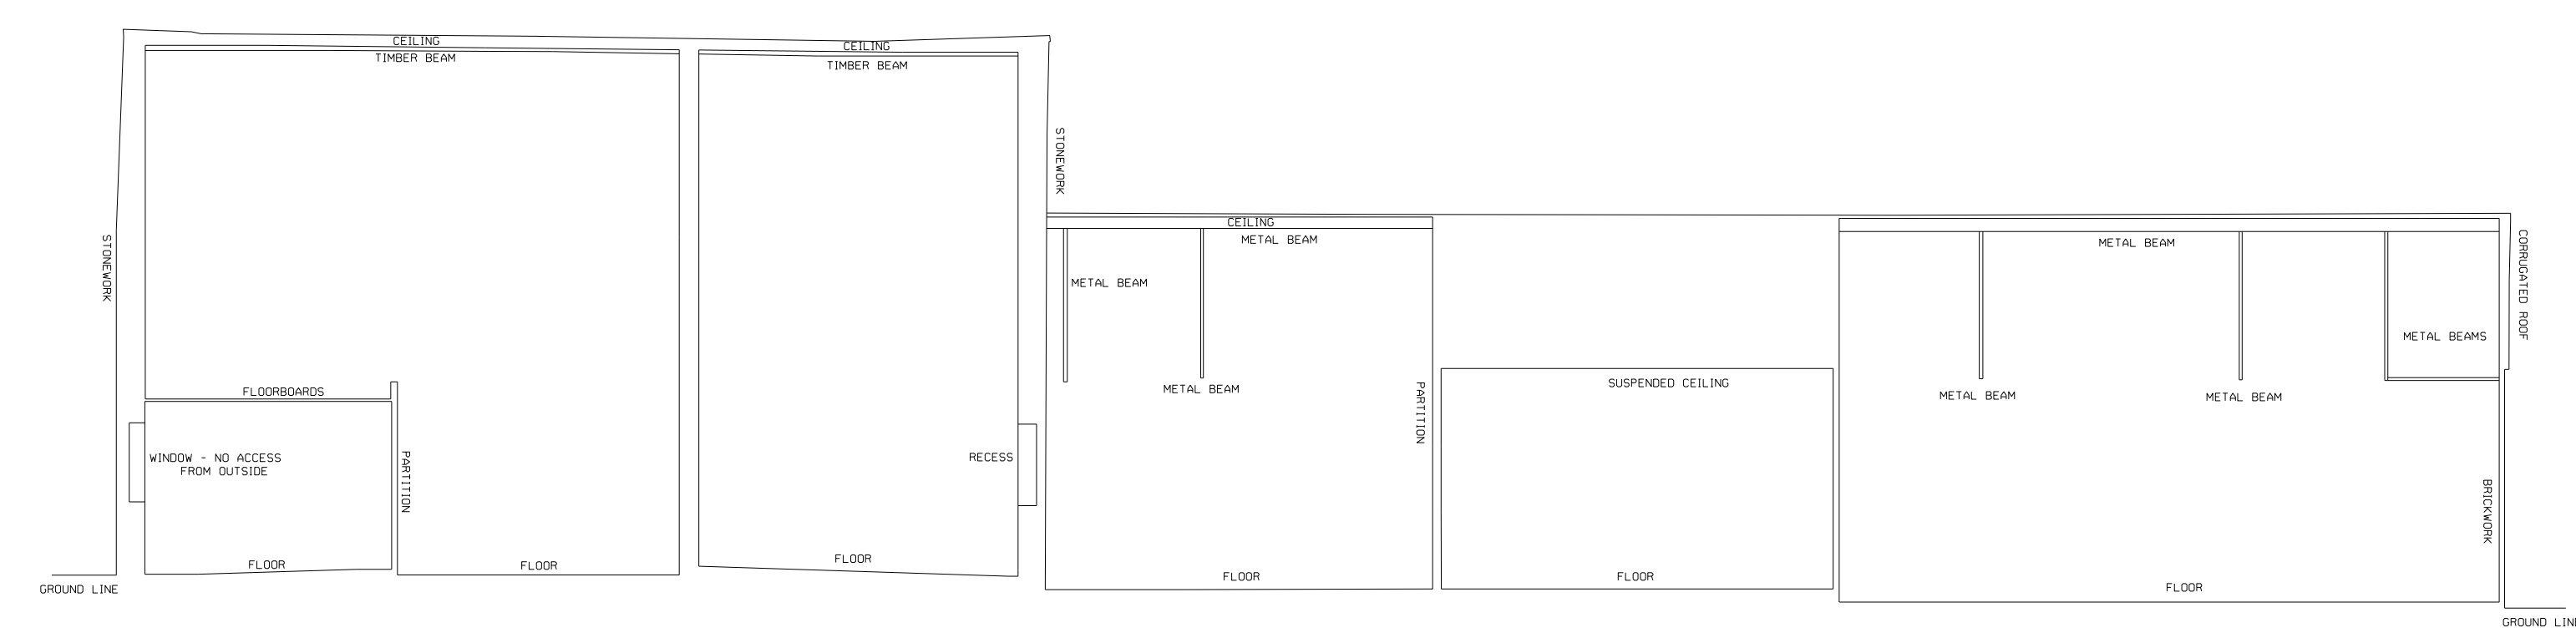 CEILING
TIMBER BEAM
CEILING
TIMBER BEAM
STONEWORK
STONEWORK
CEILING
METAL BEAM
METAL BEAM
METAL BEAM
METAL BEAM
CORRUGATED ROOF
METAL BEAMS
METAL BEAM
METAL BEAM
SUSPENDED CEILING
PARTITION
FLOORBOARDS
WINDOW - NO ACCESS
FROM OUTSIDE
PARTITION
RECESS
BRICKWORK
FLOOR
FLOOR
FLOOR
FLOOR
FLOOR
FLOOR
GROUND LINE
GROUND LIN